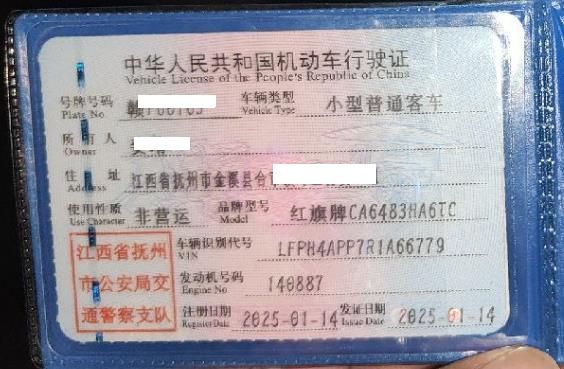 中华人民共和国机动车行驶证
Vehicle License of the People's Republic of China
号牌号码 车辆类型 小型普通客车
Plate No Vehicle Type
所有人
Owner
住址 江西省抚州市金溪县合市
Address
使用性质 非营运 品牌型号 红旗牌CA6483HA6TC
Use Character Model
江西省抚州 车辆识别代号 LFPH4APP7R1A66779
VIN
市公安局交 发动机号码 140887
Engine No.
通警察支队 注册日期 2025-01-14 发证日期 2025-01-14
Register Date Issue Date